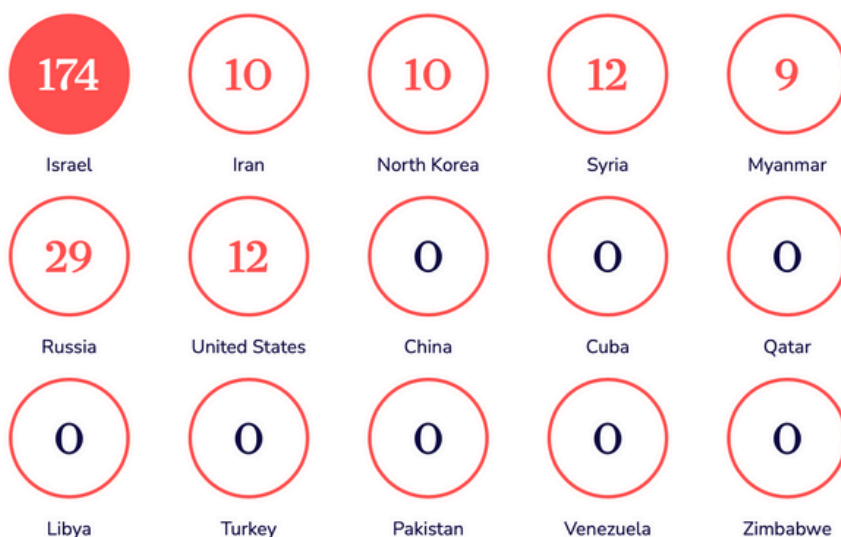 174 10 10 12 9
Israel Iran North Korea Syria Myanmar
29 12 0 0 0
Russia United States China Cuba Qatar
0 0 0 0 0
Libya Turkey Pakistan Venezuela Zimbabwe